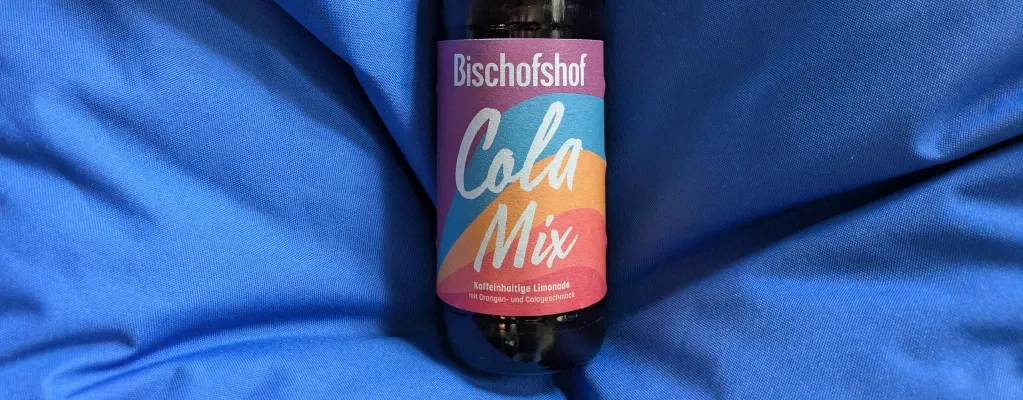 Bischofshof
Cola
Mix
Koffeinhaltige Limonade
mit Orangen- und Colageschmack